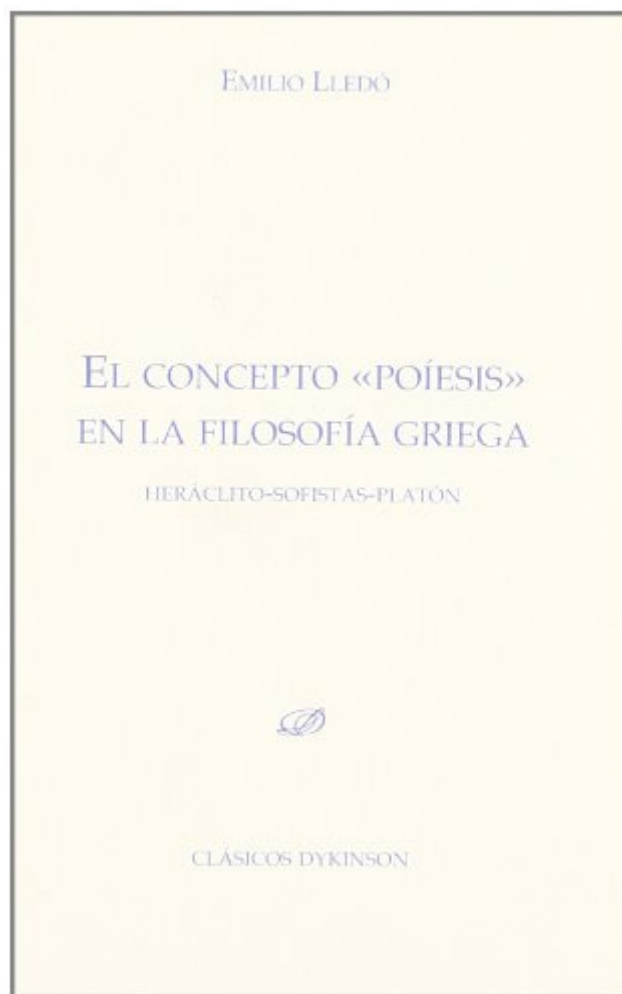 EMILIO LLEDÓ
EL CONCEPTO «POÍESIS»
EN LA FILOSOFÍA GRIEGA
HERÁCLITO-SOFISTAS-PLATÓN
D
CLÁSICOS DYKINSON